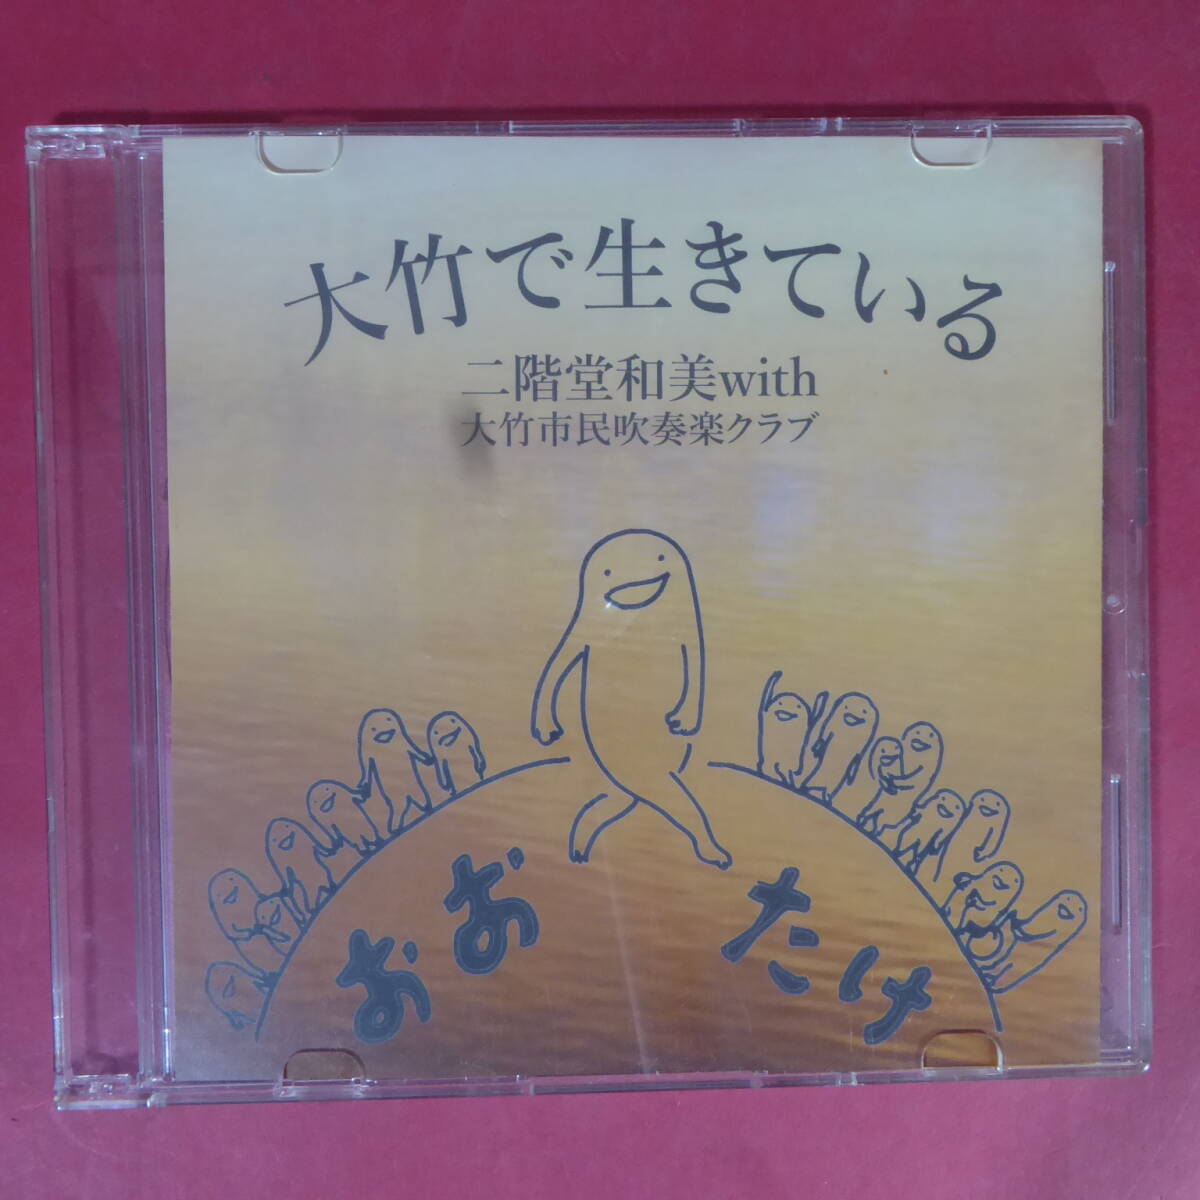 大竹で生きている
二階堂和美with
大竹市民吹奏楽クラブ
おおたけ